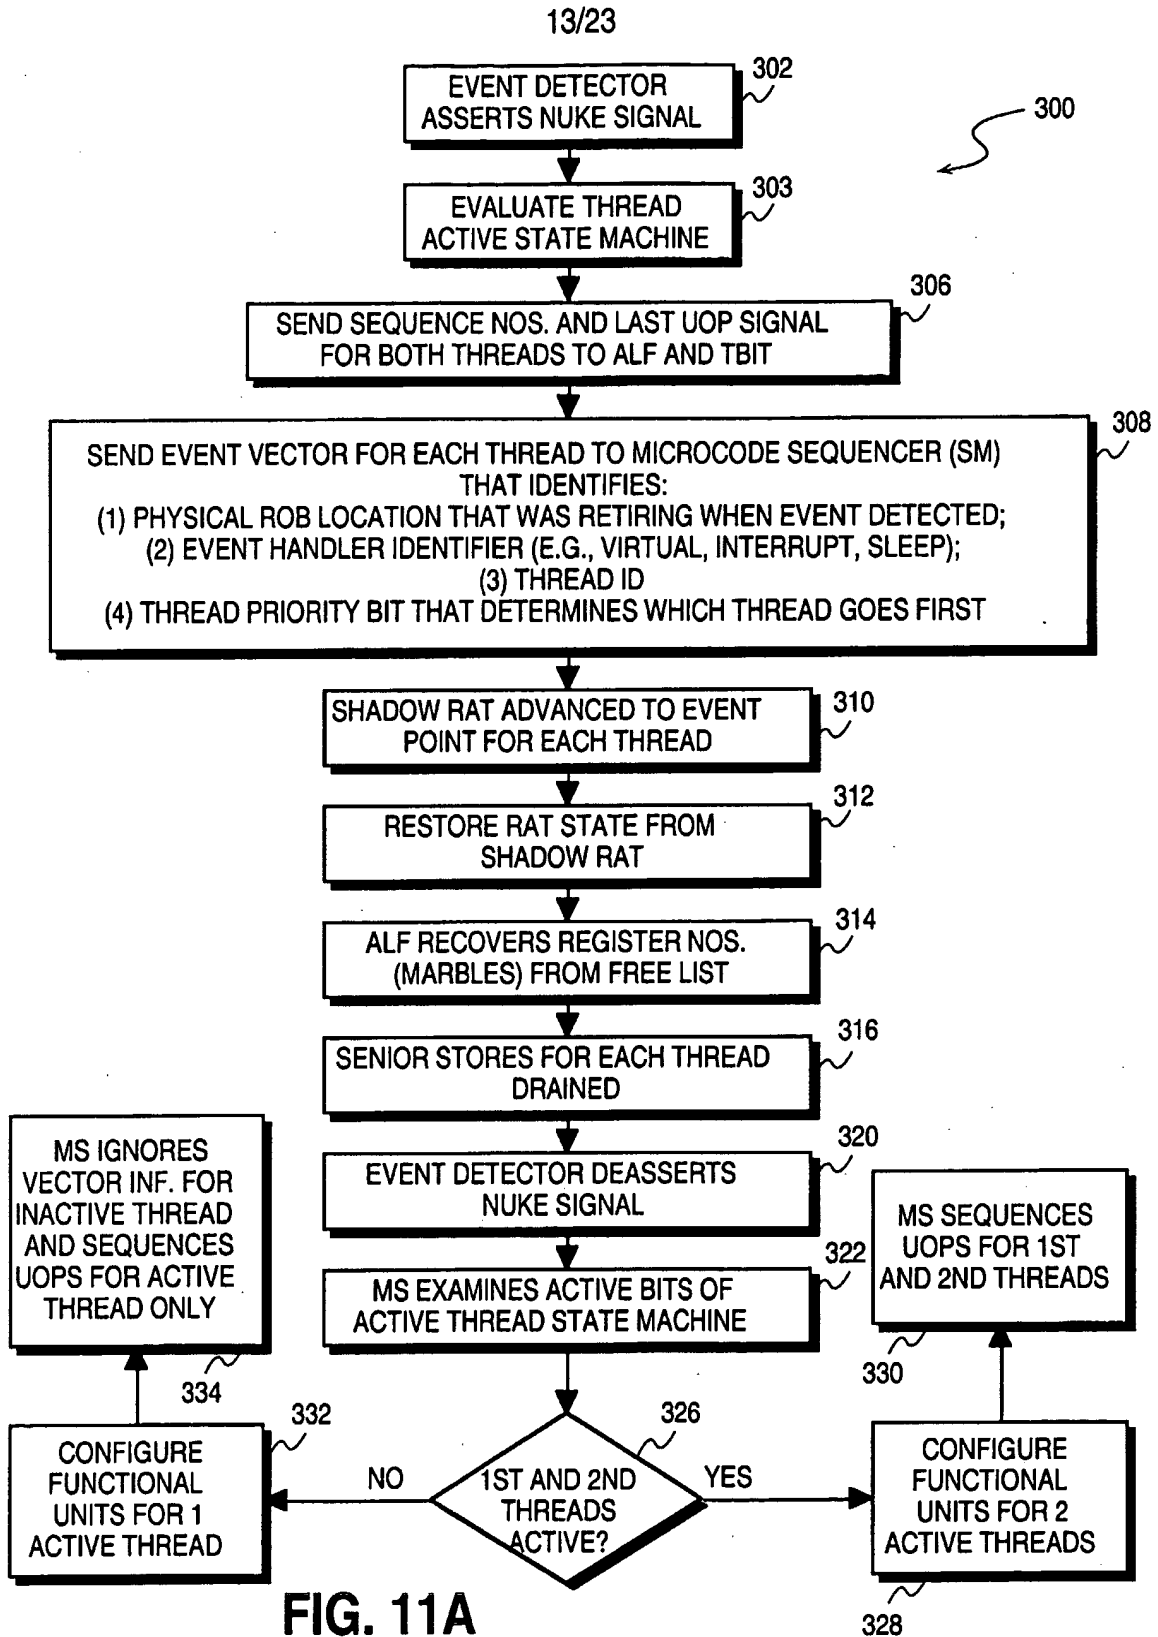 13/23
EVENT DETECTOR
ASSERTS NUKE SIGNAL
302
300
EVALUATE THREAD
ACTIVE STATE MACHINE
303
SEND SEQUENCE NOS. AND LAST UOP SIGNAL
FOR BOTH THREADS TO ALF AND TBIT
306
SEND EVENT VECTOR FOR EACH THREAD TO MICROCODE SEQUENCER (SM)
THAT IDENTIFIES:
(1) PHYSICAL ROB LOCATION THAT WAS RETIRING WHEN EVENT DETECTED;
(2) EVENT HANDLER IDENTIFIER (E.G., VIRTUAL, INTERRUPT, SLEEP);
(3) THREAD ID
(4) THREAD PRIORITY BIT THAT DETERMINES WHICH THREAD GOES FIRST
308
SHADOW RAT ADVANCED TO EVENT
POINT FOR EACH THREAD
310
RESTORE RAT STATE FROM
SHADOW RAT
312
ALF RECOVERS REGISTER NOS.
(MARBLES) FROM FREE LIST
314
SENIOR STORES FOR EACH THREAD
DRAINED
316
EVENT DETECTOR DEASSERTS
NUKE SIGNAL
320
MS EXAMINES ACTIVE BITS OF
ACTIVE THREAD STATE MACHINE
322
1ST AND 2ND
THREADS
ACTIVE?
326
NO
YES
CONFIGURE
FUNCTIONAL
UNITS FOR 1
ACTIVE THREAD
332
MS IGNORES
VECTOR INF. FOR
INACTIVE THREAD
AND SEQUENCES
UOPS FOR ACTIVE
THREAD ONLY
334
CONFIGURE
FUNCTIONAL
UNITS FOR 2
ACTIVE THREADS
328
MS SEQUENCES
UOPS FOR 1ST
AND 2ND THREADS
330
FIG. 11A